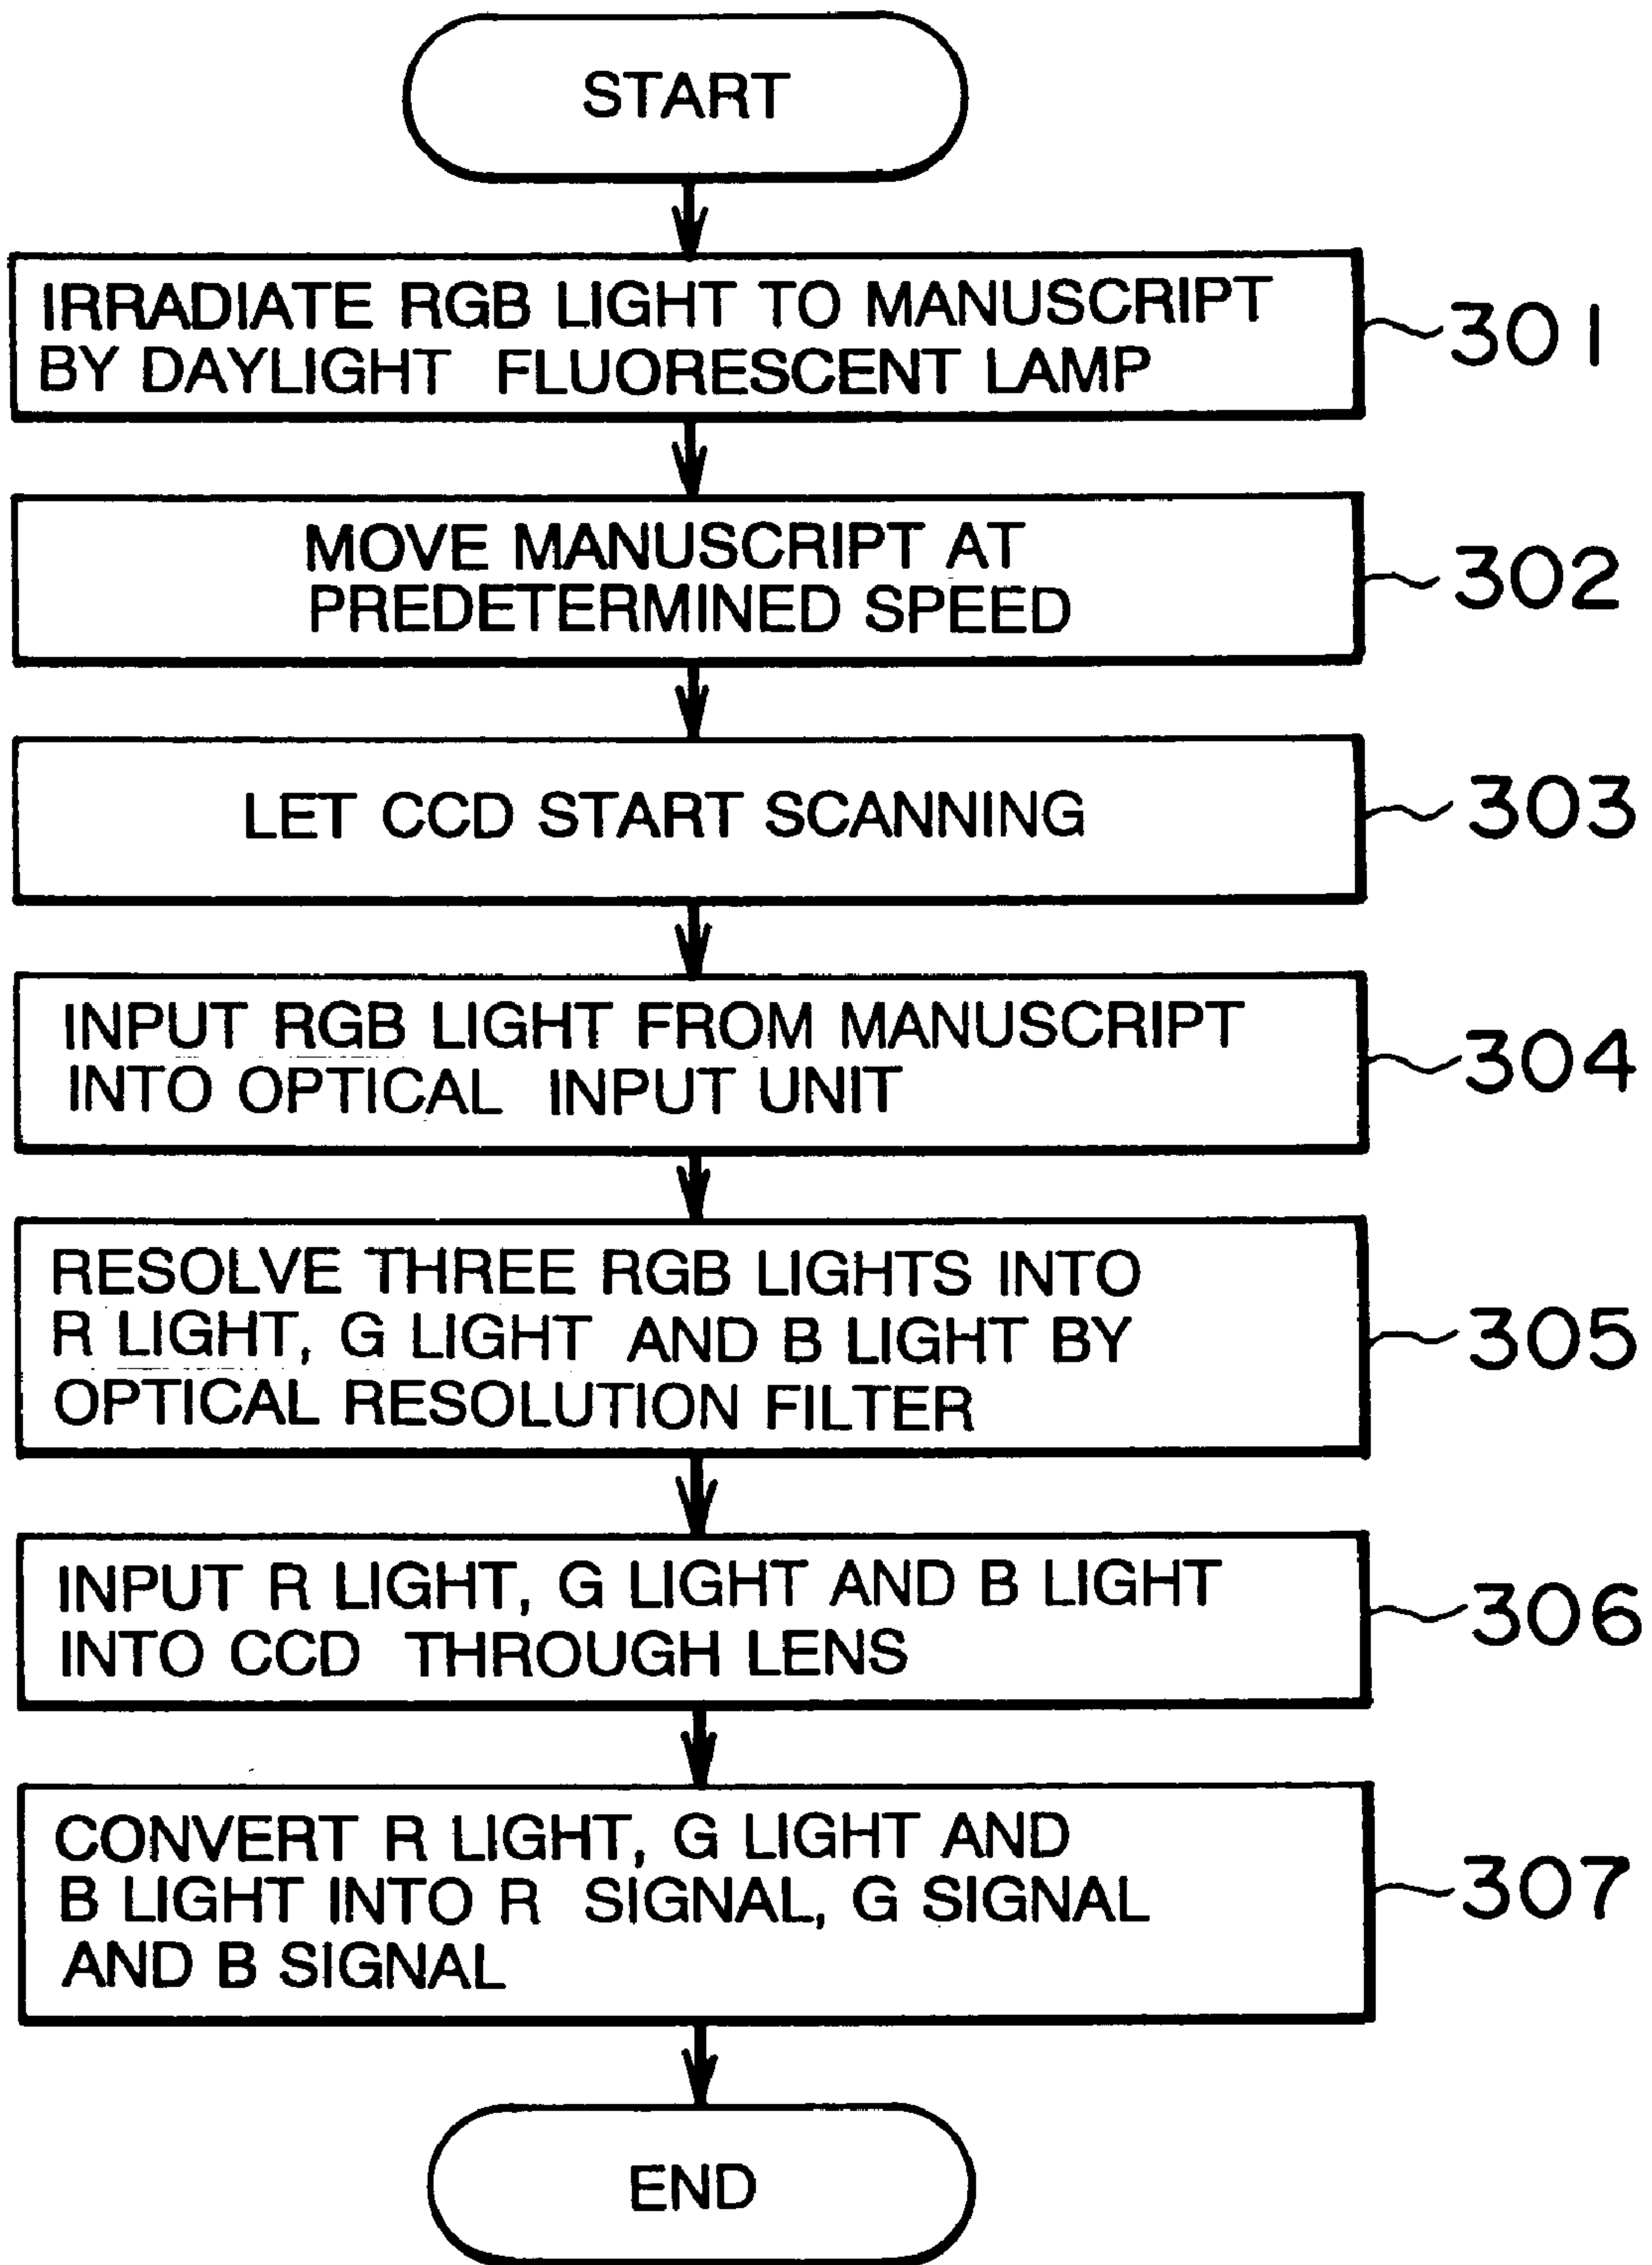 START
IRRADIATE RGB LIGHT TO MANUSCRIPT
BY DAYLIGHT FLUORESCENT LAMP
301
MOVE MANUSCRIPT AT
PREDETERMINED SPEED
302
LET CCD START SCANNING
303
INPUT RGB LIGHT FROM MANUSCRIPT
INTO OPTICAL INPUT UNIT
304
RESOLVE THREE RGB LIGHTS INTO
R LIGHT, G LIGHT AND B LIGHT BY
OPTICAL RESOLUTION FILTER
305
INPUT R LIGHT, G LIGHT AND B LIGHT
INTO CCD THROUGH LENS
306
CONVERT R LIGHT, G LIGHT AND
B LIGHT INTO R SIGNAL, G SIGNAL
AND B SIGNAL
307
END